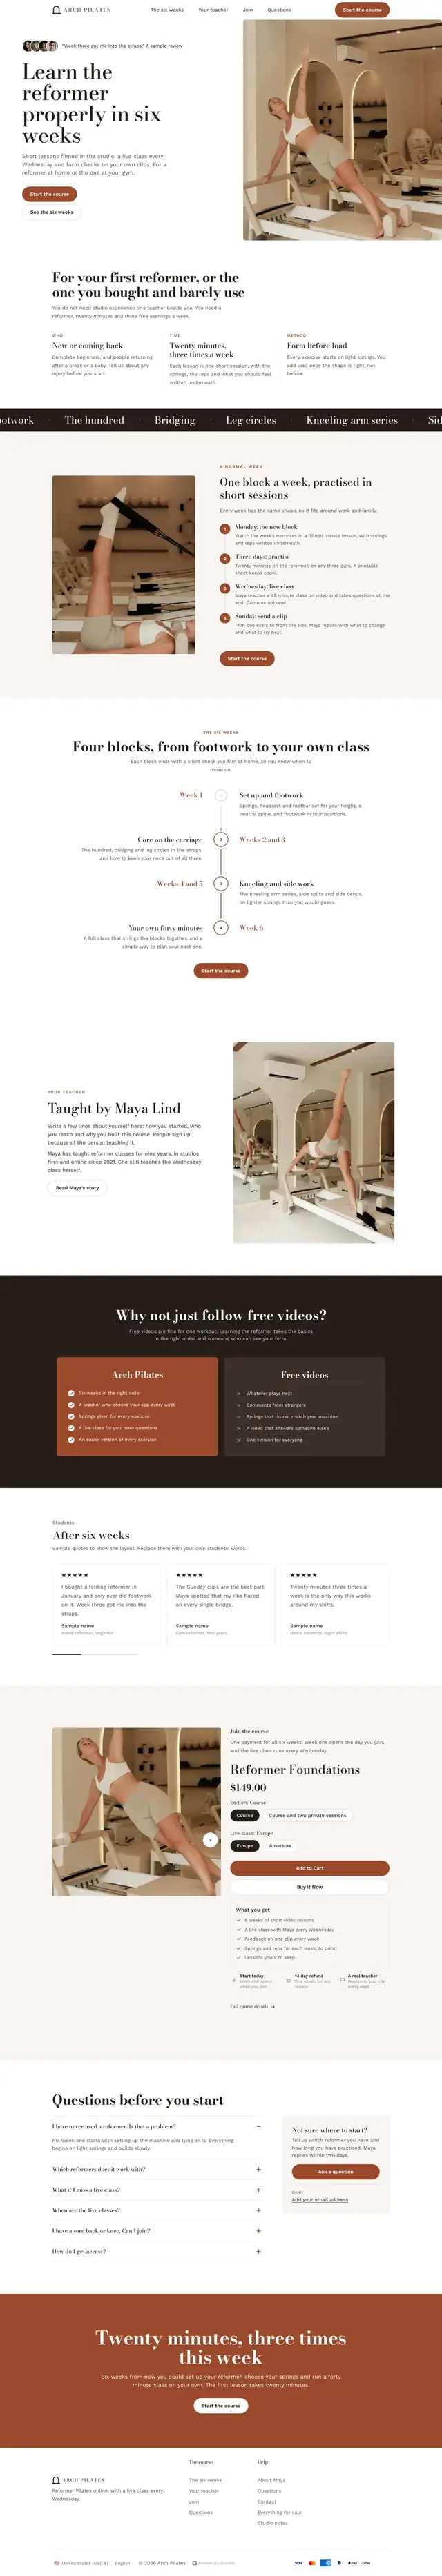 ARCH PILATES
The six weeks
Your teacher
Join
Questions
Start the course
"Week three got me into the straps." A sample review
Learn the
reformer
properly in six
weeks
Short lessons filmed in the studio, a live class every
Wednesday and form checks on your own clips. For a
reformer at home or the one at your gym.
Start the course
See the six weeks
For your first reformer, or the
one you bought and barely use
You do not need studio experience or a teacher beside you. You need a
reformer, twenty minutes and three free evenings a week.
WHO
New or coming back
Complete beginners, and people returning
after a break or a baby. Tell us about any
injury before you start.
TIME
Twenty minutes,
three times a week
Each lesson is one short session, with the
springs, the reps and what you should feel
written underneath.
METHOD
Form before load
Every exercise starts on light springs. You
add load once the shape is right, not
before.
ootwork
The hundred
Bridging
Leg circles
Kneeling arm series
Sid
A NORMAL WEEK
One block a week, practised in
short sessions
Every week has the same shape, so it fits around work and family.
1
Monday: the new block
Watch the week's exercises in a fifteen minute lesson, with springs
and reps written underneath.
2
Three days: practise
Twenty minutes on the reformer, on any three days. A printable
sheet keeps count.
3
Wednesday: live class
Maya teaches a 45 minute class on video and takes questions at the
end. Cameras optional.
4
Sunday: send a clip
Film one exercise from the side. Maya replies with what to change
and what to try next.
Start the course
THE SIX WEEKS
Four blocks, from footwork to your own class
Each block ends with a short check you film at home, so you know when to
move on.
Week 1
Set up and footwork
Springs, headrest and footbar set for your height, a
neutral spine, and footwork in four positions.
Core on the carriage
The hundred, bridging and leg circles in the straps,
and how to keep your neck out of all three.
2
Weeks 2 and 3
Weeks 4 and 5
3
Kneeling and side work
The kneeling arm series, side splits and side bends,
on lighter springs than you would guess.
Your own forty minutes
A full class that strings the blocks together, and a
simple way to plan your next one.
4
Week 6
Start the course
YOUR TEACHER
Taught by Maya Lind
Write a few lines about yourself here: how you started, who
you teach and why you built this course. People sign up
because of the person teaching it.
Maya has taught reformer classes for nine years, in studios
first and online since 2021. She still teaches the Wednesday
class herself.
Read Maya's story
Why not just follow free videos?
Free videos are fine for one workout. Learning the reformer takes the basics
in the right order and someone who can see your form.
Arch Pilates
Six weeks in the right order
A teacher who checks your clip every week
Springs given for every exercise
A live class for your own questions
An easier version of every exercise
Free videos
Whatever plays next
Comments from strangers
Springs that do not match your machine
A video that answers someone else's
One version for everyone
Students
After six weeks
Sample quotes to show the layout. Replace them with your own students' words.
I bought a folding reformer in
January and only ever did footwork
on it. Week three got me into the
straps.
Sample name
Home reformer, beginner
The Sunday clips are the best part.
Maya spotted that my ribs flared
on every single bridge.
Sample name
Gym reformer, two years
Twenty minutes three times a
week is the only way this works
around my shifts.
Sample name
Home reformer, night shifts
Join the course
One payment for all six weeks. Week one opens the day you join,
and the live class runs every Wednesday.
Reformer Foundations
$149.00
Edition: Course
Course
Course and two private sessions
Live class: Europe
Europe
Americas
Add to Cart
Buy It Now
What you get
6 weeks of short video lessons
A live class with Maya every Wednesday
Feedback on one clip every week
Springs and reps for each week, to print
Lessons yours to keep
Start today
Week one opens
when you join
14 day refund
One email, for any
reason
A real teacher
Replies to your clip
every week
Full course details
Questions before you start
I have never used a reformer. Is that a problem?
No. Week one starts with setting up the machine and lying on it. Everything
begins on light springs and builds slowly.
Which reformers does it work with?
What if I miss a live class?
When are the live classes?
I have a sore back or knee. Can I join?
How do I get access?
Not sure where to start?
Tell us which reformer you have and
how long you have practised. Maya
replies within two days.
Ask a question
Email
Add your email address
Twenty minutes, three times
this week
Six weeks from now you could set up your reformer, choose your springs and run a forty
minute class on your own. The first lesson takes twenty minutes.
Start the course
ARCH PILATES
Reformer Pilates online, with a live class every
Wednesday.
The course
The six weeks
Your teacher
Join
Questions
Help
About Maya
Questions
Contact
Everything for sale
Studio notes
United States (USD $)
English
© 2026 Arch Pilates
Powered by Shopify
VISA
Pay
G Pay